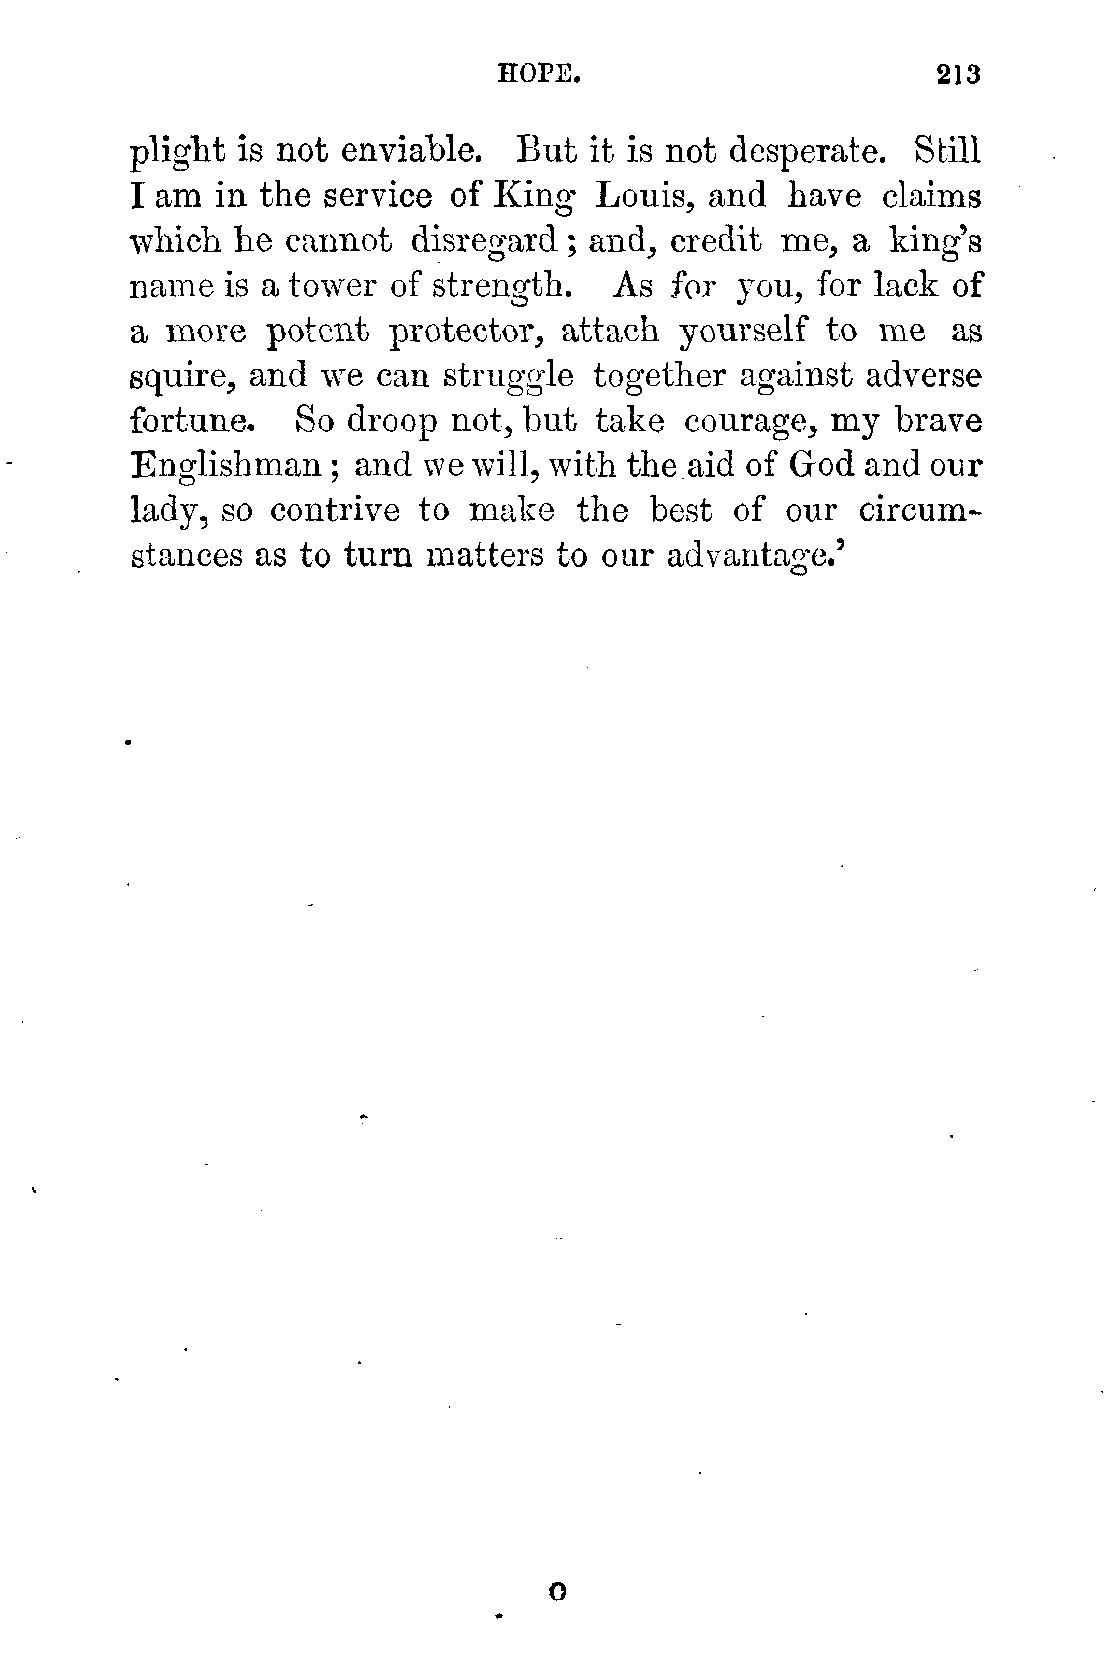 HOPE. 213
plight is not enviable. But it is not desperate. Still
I am in the service of King Louis, and have claims
which he cannot disregard ; and, credit me, a king's
name is a tower of strength. As for you, for lack of
a more potent protector, attach yourself to me as
squire, and we can struggle together against adverse
fortune. So droop not, but take courage, my brave
Englishman ; and we will, with the aid of God and our
lady, so contrive to make the best of our circum-
stances as to turn matters to our advantage.'
O